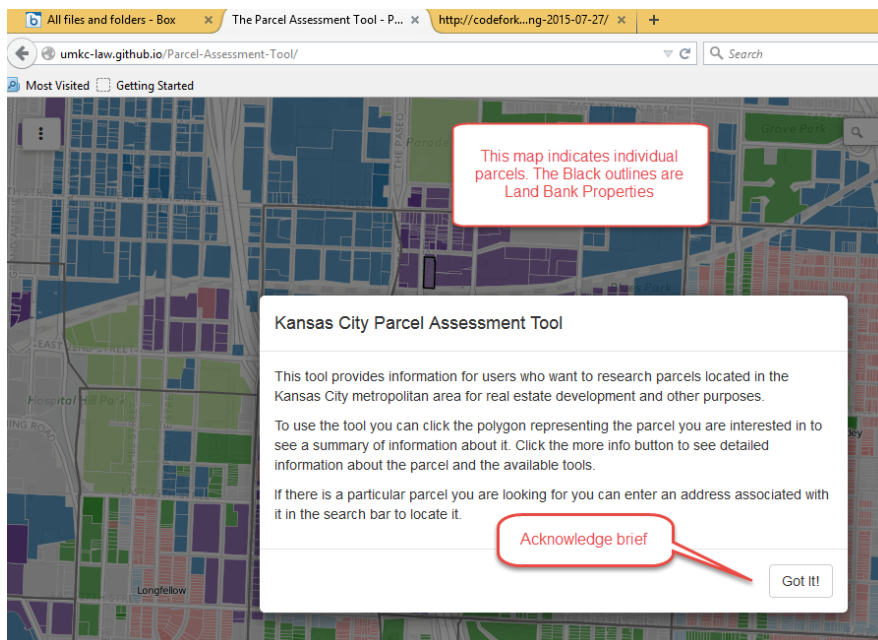 All files and folders - Box
The Parcel Assessment Tool - P...
http://codefork...ng-2015-07-27/
umkc-law.github.io/Parcel-Assessment-Tool/
Search
Most Visited
Getting Started
THE PASEO
Parade
Grove Park
This map indicates individual
parcels. The Black outlines are
Land Bank Properties
Kansas City Parcel Assessment Tool
This tool provides information for users who want to research parcels located in the
Kansas City metropolitan area for real estate development and other purposes.
To use the tool you can click the polygon representing the parcel you are interested in to
see a summary of information about it. Click the more info button to see detailed
information about the parcel and the available tools.
If there is a particular parcel you are looking for you can enter an address associated with
it in the search bar to locate it.
Acknowledge brief
Got It!
Hospital Hill Park
Longfellow